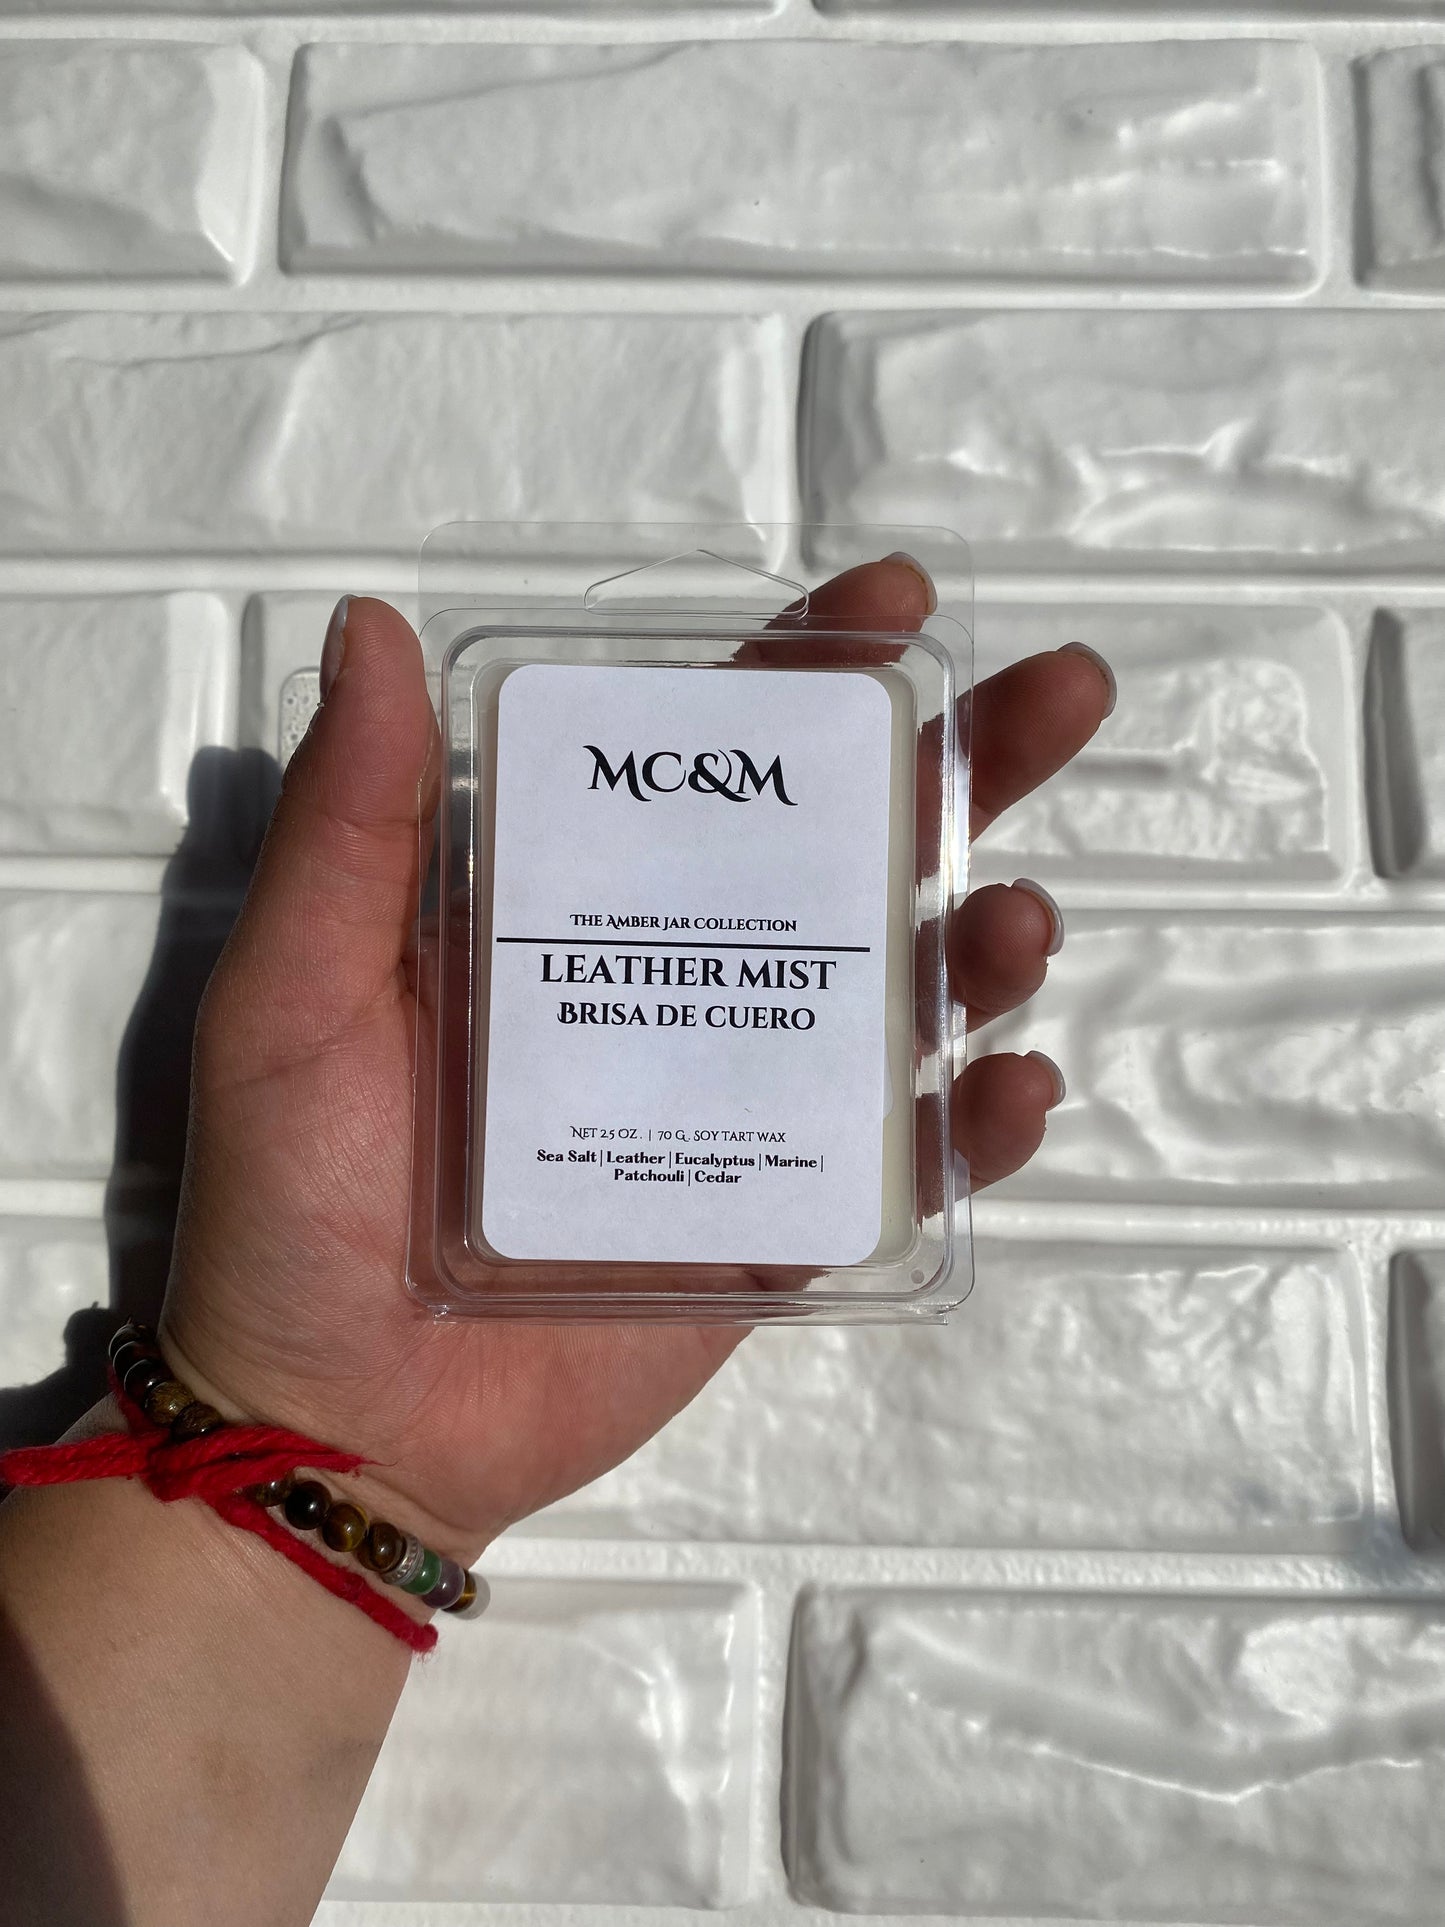 MC&M
The Amber Jar Collection
Leather Mist
Brisa de Cuero
Net 2.5 oz. | 70 g. Soy Tart Wax
Sea Salt | Leather | Eucalyptus | Marine |
Patchouli | Cedar